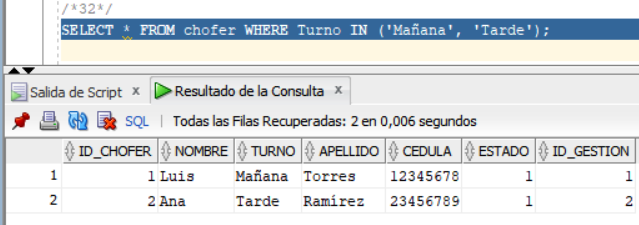 /*32*/
SELECT * FROM chofer WHERE Turno IN ('Mañana', 'Tarde');
Salida de Script x Resultado de la Consulta x
SQL | Todas las Filas Recuperadas: 2 en 0,006 segundos
ID_CHOFER NOMBRE TURNO APELLIDO CEDULA ESTADO ID_GESTION
1 1 Luis Mañana Torres 12345678 1 1
2 2 Ana Tarde Ramírez 23456789 1 2